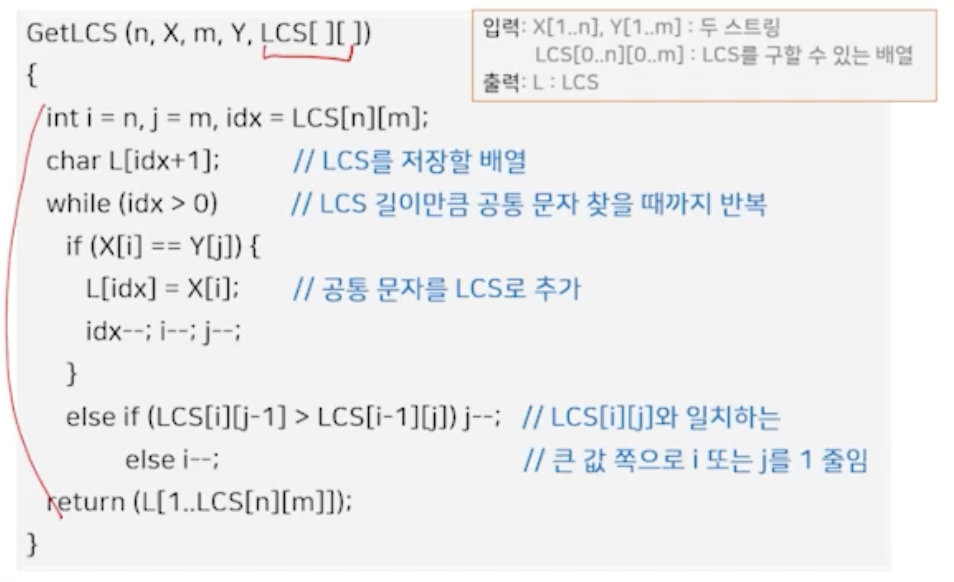 GetLCS (n, X, m, Y, LCS[ ][ ])
입력: X[1..n], Y[1..m] : 두 스트링
LCS[0..n][0..m] : LCS를 구할 수 있는 배열
출력: L : LCS
{
int i = n, j = m, idx = LCS[n][m];
char L[idx+1]; // LCS를 저장할 배열
while (idx > 0) // LCS 길이만큼 공통 문자 찾을 때까지 반복
if (X[i] == Y[j]) {
L[idx] = X[i]; // 공통 문자를 LCS로 추가
idx--; i--; j--;
}
else if (LCS[i][j-1] > LCS[i-1][j]) j--; // LCS[i][j]와 일치하는
else i--; // 큰 값 쪽으로 i 또는 j를 1 줄임
return (L[1..LCS[n][m]]);
}